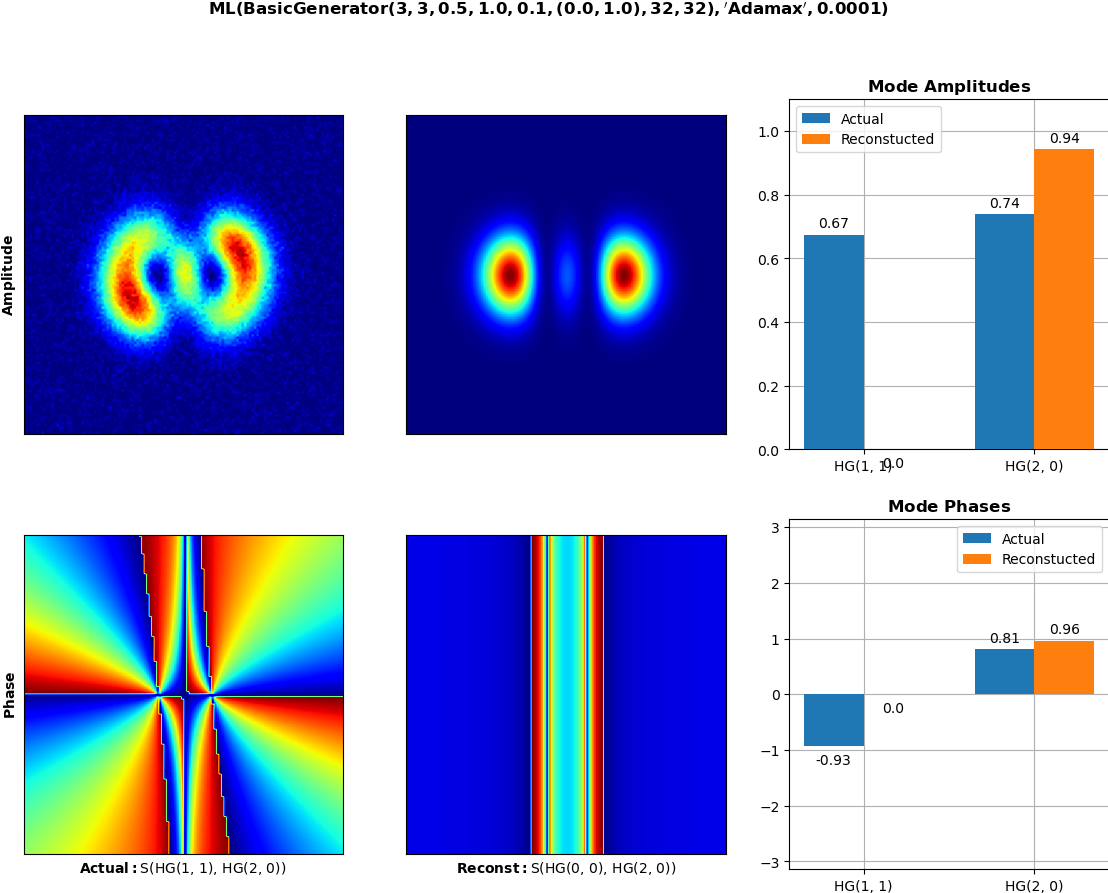 ML(BasicGenerator(3, 3, 0.5, 1.0, 0.1, (0.0, 1.0), 32, 32), ′Adamax′, 0.0001)
Amplitude
Mode Amplitudes
Actual
Reconstucted
1.0
0.8
0.6
0.4
0.2
0.0
0.67
0.0
0.74
0.94
HG(1, 1)
HG(2, 0)
Phase
Actual: S(HG(1, 1), HG(2, 0))
Reconst: S(HG(0, 0), HG(2, 0))
Mode Phases
Actual
Reconstucted
3
2
1
0
−1
−2
−3
-0.93
0.0
0.81
0.96
HG(1, 1)
HG(2, 0)